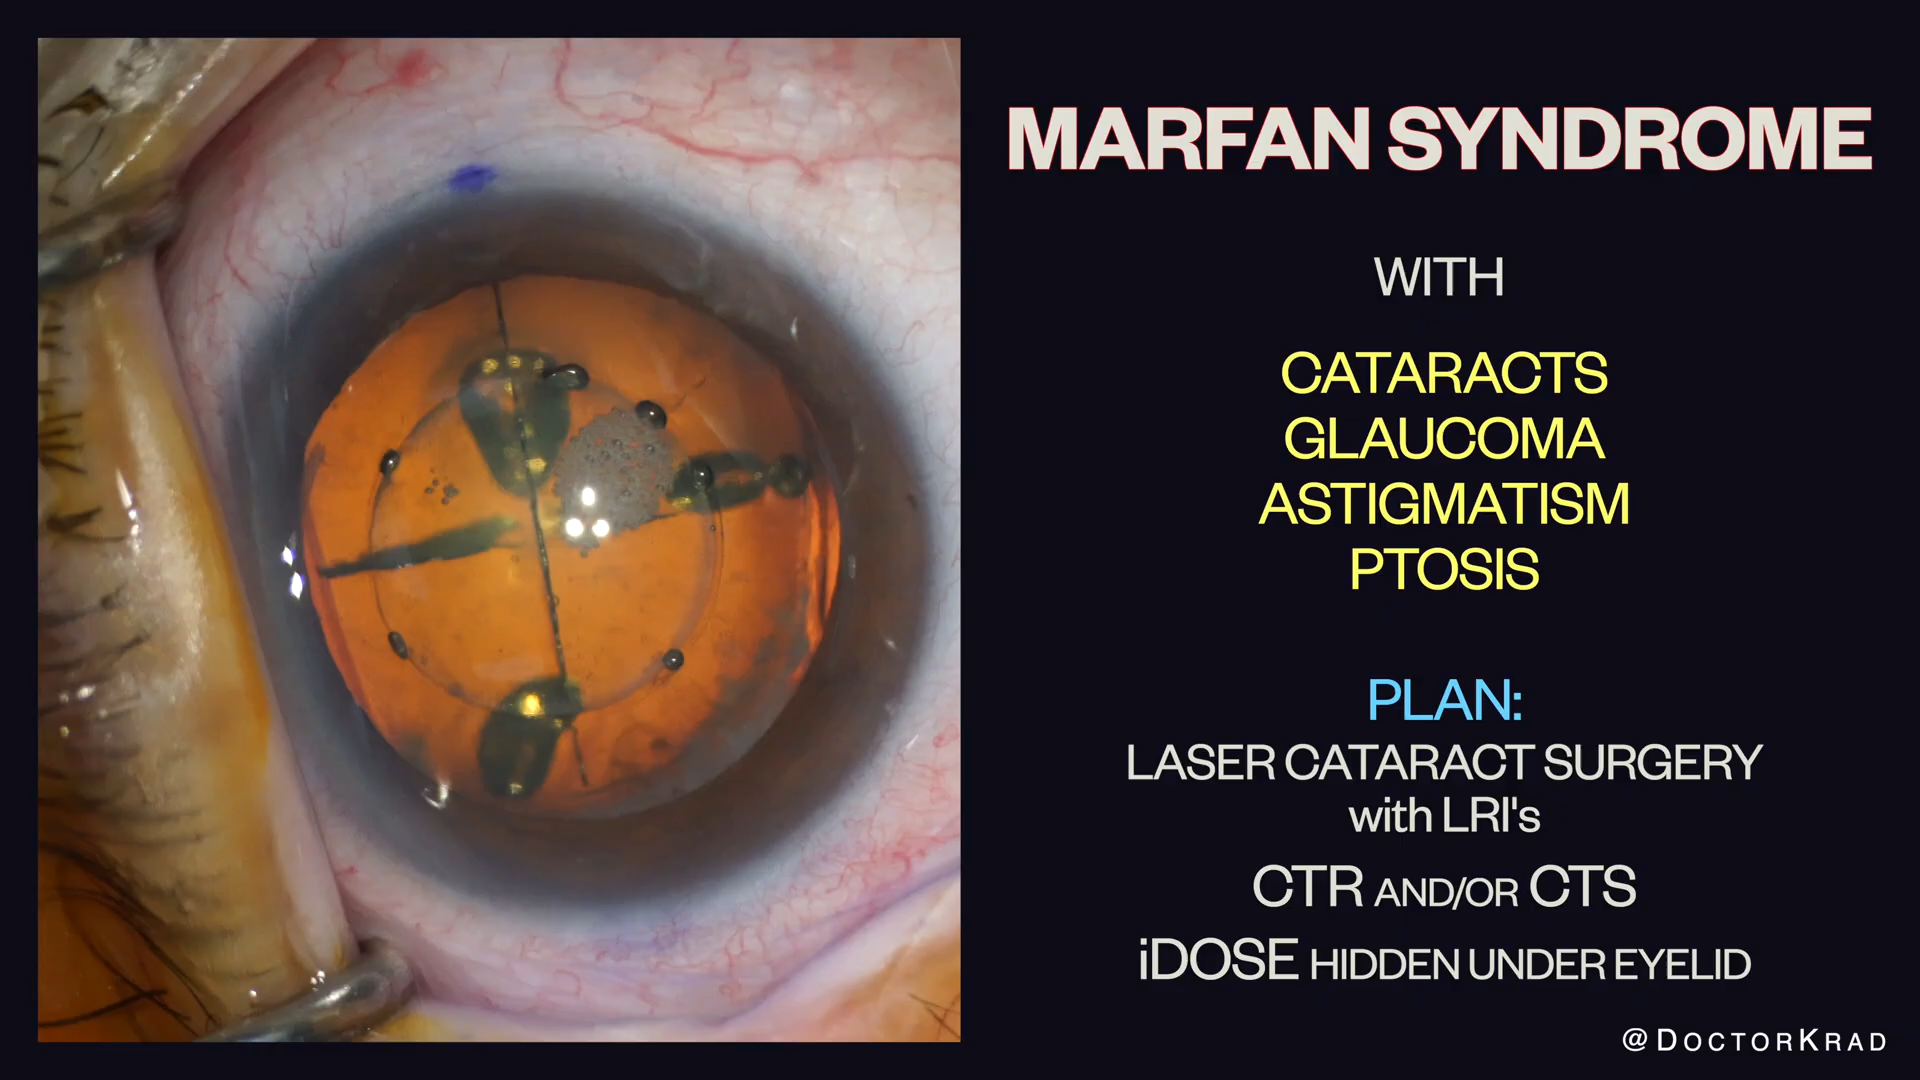 MARFAN SYNDROME
WITH
CATARACTS
GLAUCOMA
ASTIGMATISM
PTOSIS
PLAN:
LASER CATARACT SURGERY
with LRI's
CTR AND/OR CTS
iDOSE HIDDEN UNDER EYELID
@DOCTORKRAD